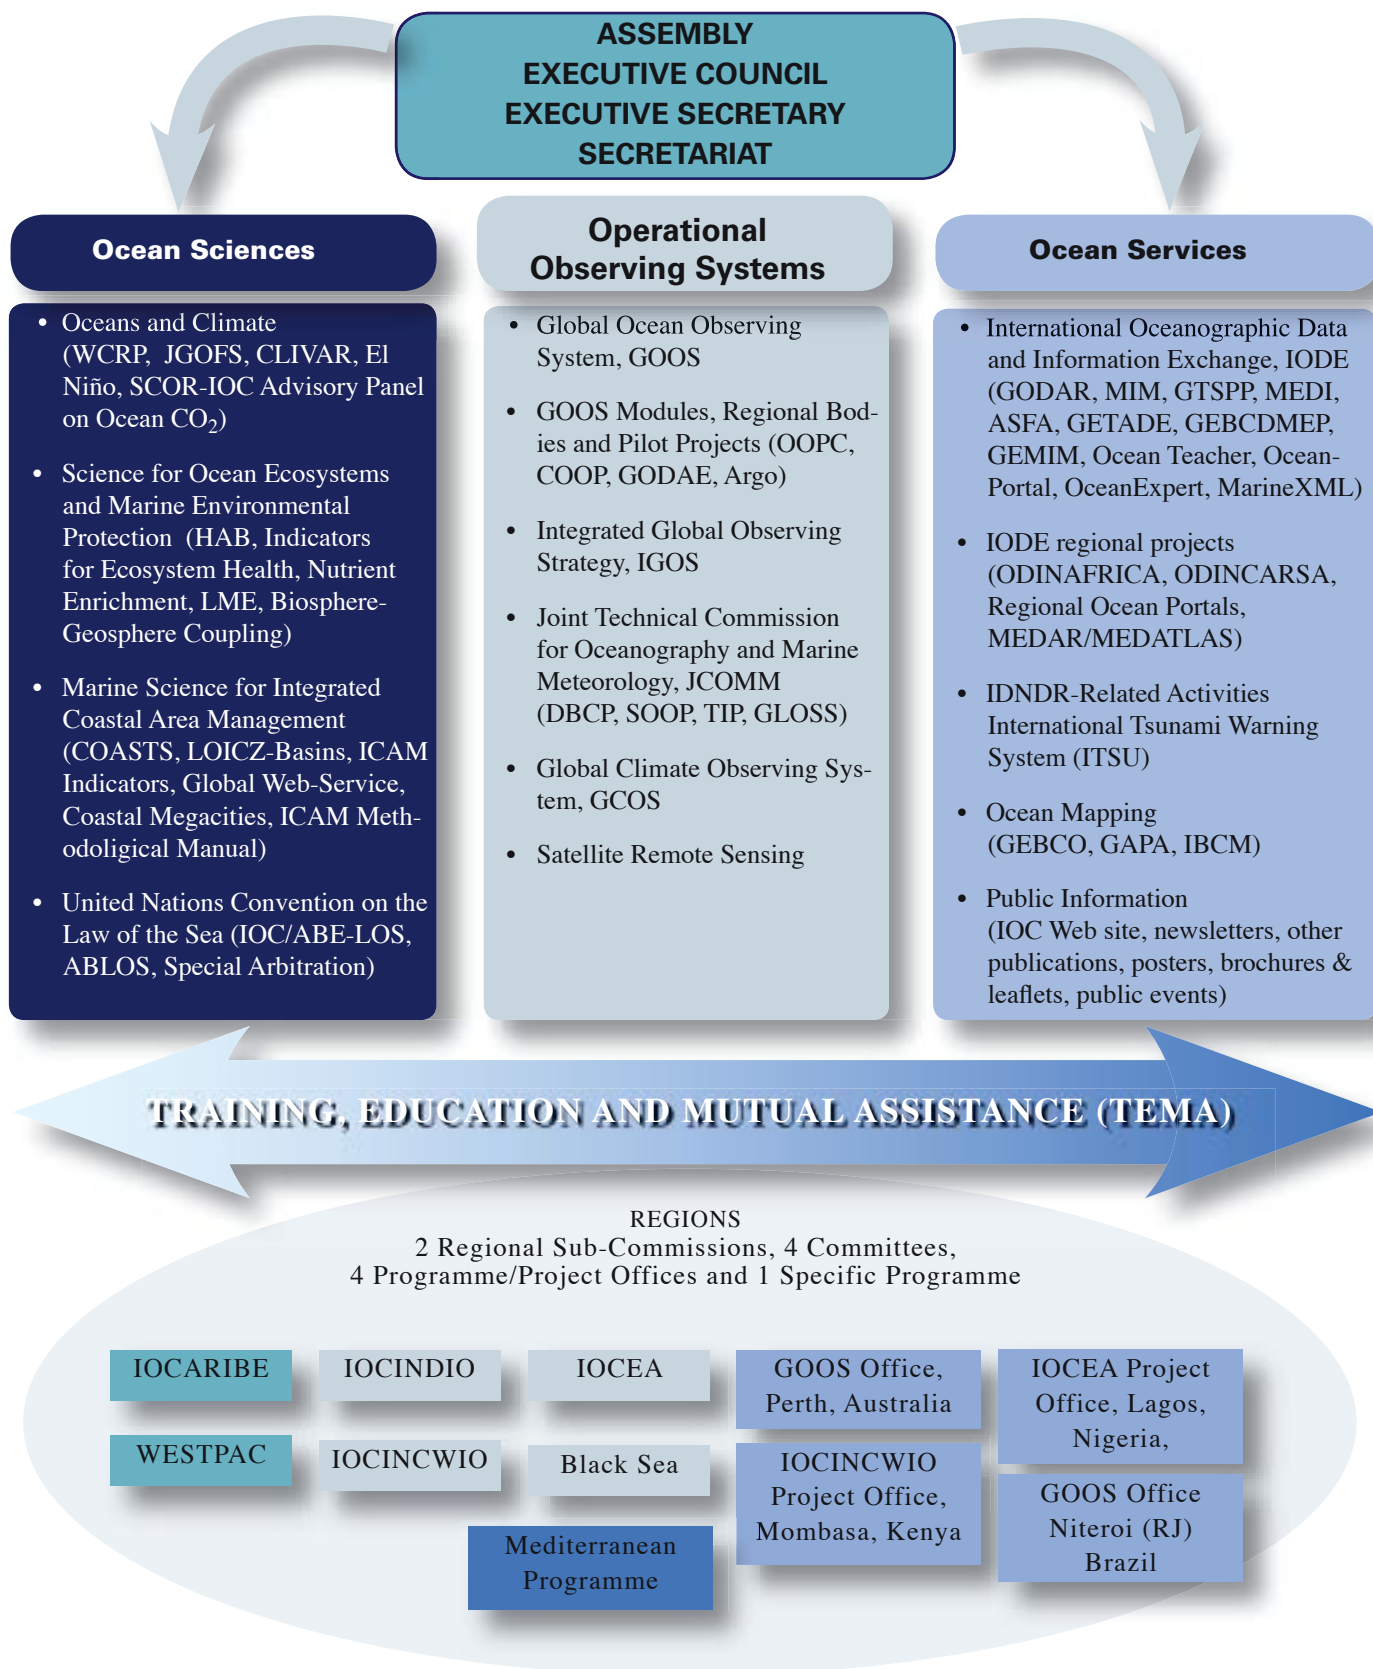 ASSEMBLY
EXECUTIVE COUNCIL
EXECUTIVE SECRETARY
SECRETARIAT
Ocean Sciences
• Oceans and Climate
(WCRP, JGOFS, CLIVAR, El
Niño, SCOR-IOC Advisory Panel
on Ocean CO₂)
• Science for Ocean Ecosystems
and Marine Environmental
Protection (HAB, Indicators
for Ecosystem Health, Nutrient
Enrichment, LME, Biosphere-
Geosphere Coupling)
• Marine Science for Integrated
Coastal Area Management
(COASTS, LOICZ-Basins, ICAM
Indicators, Global Web-Service,
Coastal Megacities, ICAM Meth-
odoligical Manual)
• United Nations Convention on the
Law of the Sea (IOC/ABE-LOS,
ABLOS, Special Arbitration)
Operational
Observing Systems
• Global Ocean Observing
System, GOOS
• GOOS Modules, Regional Bod-
ies and Pilot Projects (OOPC,
COOP, GODAE, Argo)
• Integrated Global Observing
Strategy, IGOS
• Joint Technical Commission
for Oceanography and Marine
Meteorology, JCOMM
(DBCP, SOOP, TIP, GLOSS)
• Global Climate Observing Sys-
tem, GCOS
• Satellite Remote Sensing
Ocean Services
• International Oceanographic Data
and Information Exchange, IODE
(GODAR, MIM, GTSPP, MEDI,
ASFA, GETADE, GEBCDMEP,
GEMIM, Ocean Teacher, Ocean-
Portal, OceanExpert, MarineXML)
• IODE regional projects
(ODINAFRICA, ODINCARSA,
Regional Ocean Portals,
MEDAR/MEDATLAS)
• IDNDR-Related Activities
International Tsunami Warning
System (ITSU)
• Ocean Mapping
(GEBCO, GAPA, IBCM)
• Public Information
(IOC Web site, newsletters, other
publications, posters, brochures &
leaflets, public events)
TRAINING, EDUCATION AND MUTUAL ASSISTANCE (TEMA)
REGIONS
2 Regional Sub-Commissions, 4 Committees,
4 Programme/Project Offices and 1 Specific Programme
IOCARIBE
WESTPAC
IOCINDIO
IOCINCWIO
IOCEA
Black Sea
Mediterranean
Programme
GOOS Office,
Perth, Australia
IOCINCWIO
Project Office,
Mombasa, Kenya
IOCEA Project
Office, Lagos,
Nigeria,
GOOS Office
Niteroi (RJ)
Brazil